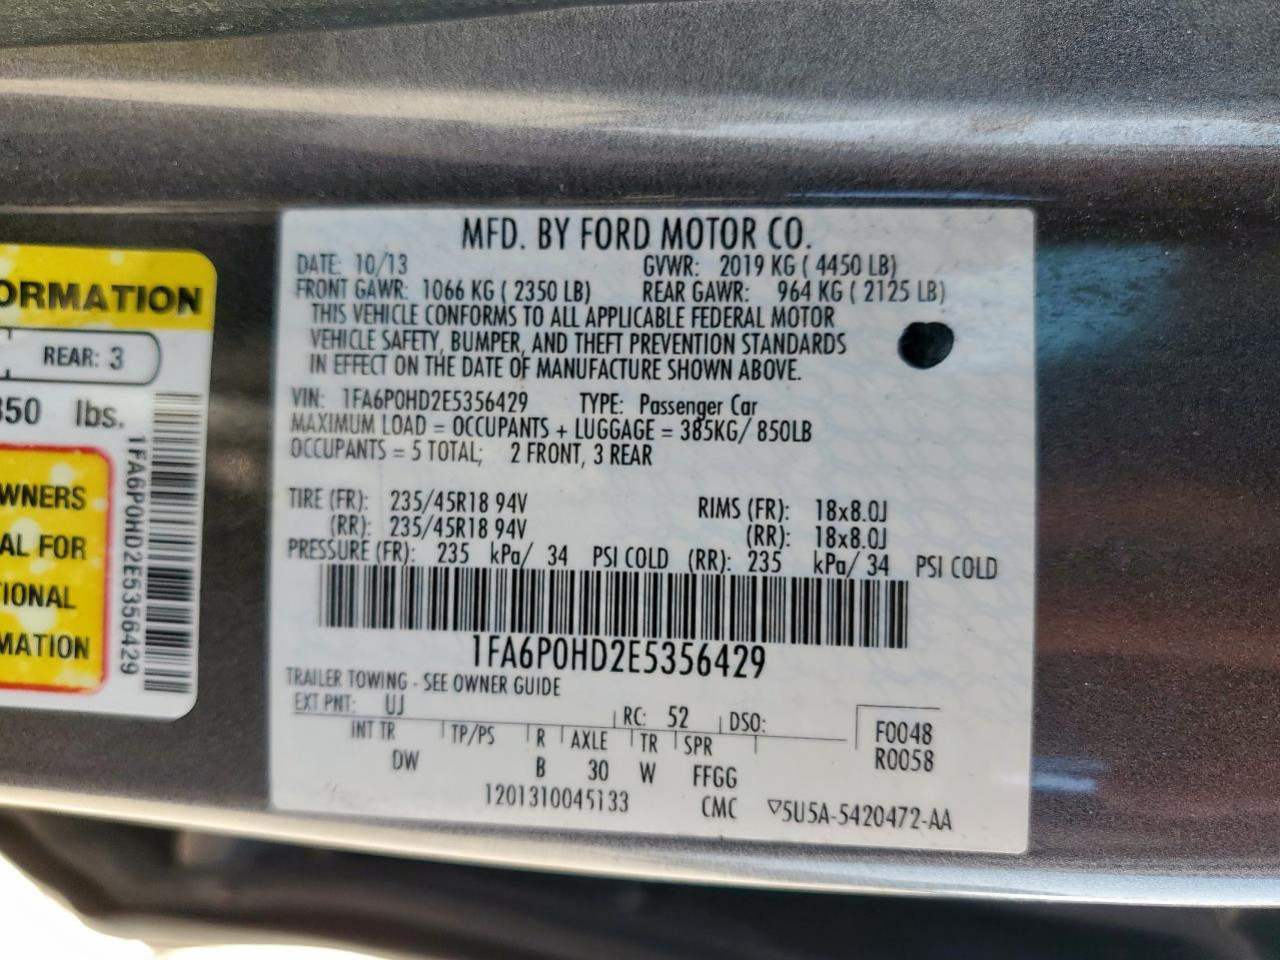 MFD. BY FORD MOTOR CO.
DATE: 10/13 GVWR: 2019 KG ( 4450 LB)
FRONT GAWR: 1066 KG ( 2350 LB) REAR GAWR: 964 KG ( 2125 LB)
THIS VEHICLE CONFORMS TO ALL APPLICABLE FEDERAL MOTOR
VEHICLE SAFETY, BUMPER, AND THEFT PREVENTION STANDARDS
IN EFFECT ON THE DATE OF MANUFACTURE SHOWN ABOVE.
VIN: 1FA6P0HD2E5356429 TYPE: Passenger Car
MAXIMUM LOAD = OCCUPANTS + LUGGAGE = 385KG/ 850LB
OCCUPANTS = 5 TOTAL; 2 FRONT, 3 REAR
TIRE (FR): 235/45R18 94V RIMS (FR): 18x8.0J
(RR): 235/45R18 94V (RR): 18x8.0J
PRESSURE (FR): 235 kPa/ 34 PSI COLD (RR): 235 kPa/ 34 PSI COLD
1FA6P0HD2E5356429
TRAILER TOWING - SEE OWNER GUIDE
EXT PNT: UJ RC: 52 DSO:
INT TR TP/PS R AXLE TR SPR F0048
DW B 30 W FFGG R0058
1201310045133 CMC ▽5U5A-5420472-AA
ORMATION
REAR: 3
850 lbs.
WNERS
AL FOR
TIONAL
MATION
1FA6P0HD2E5356429